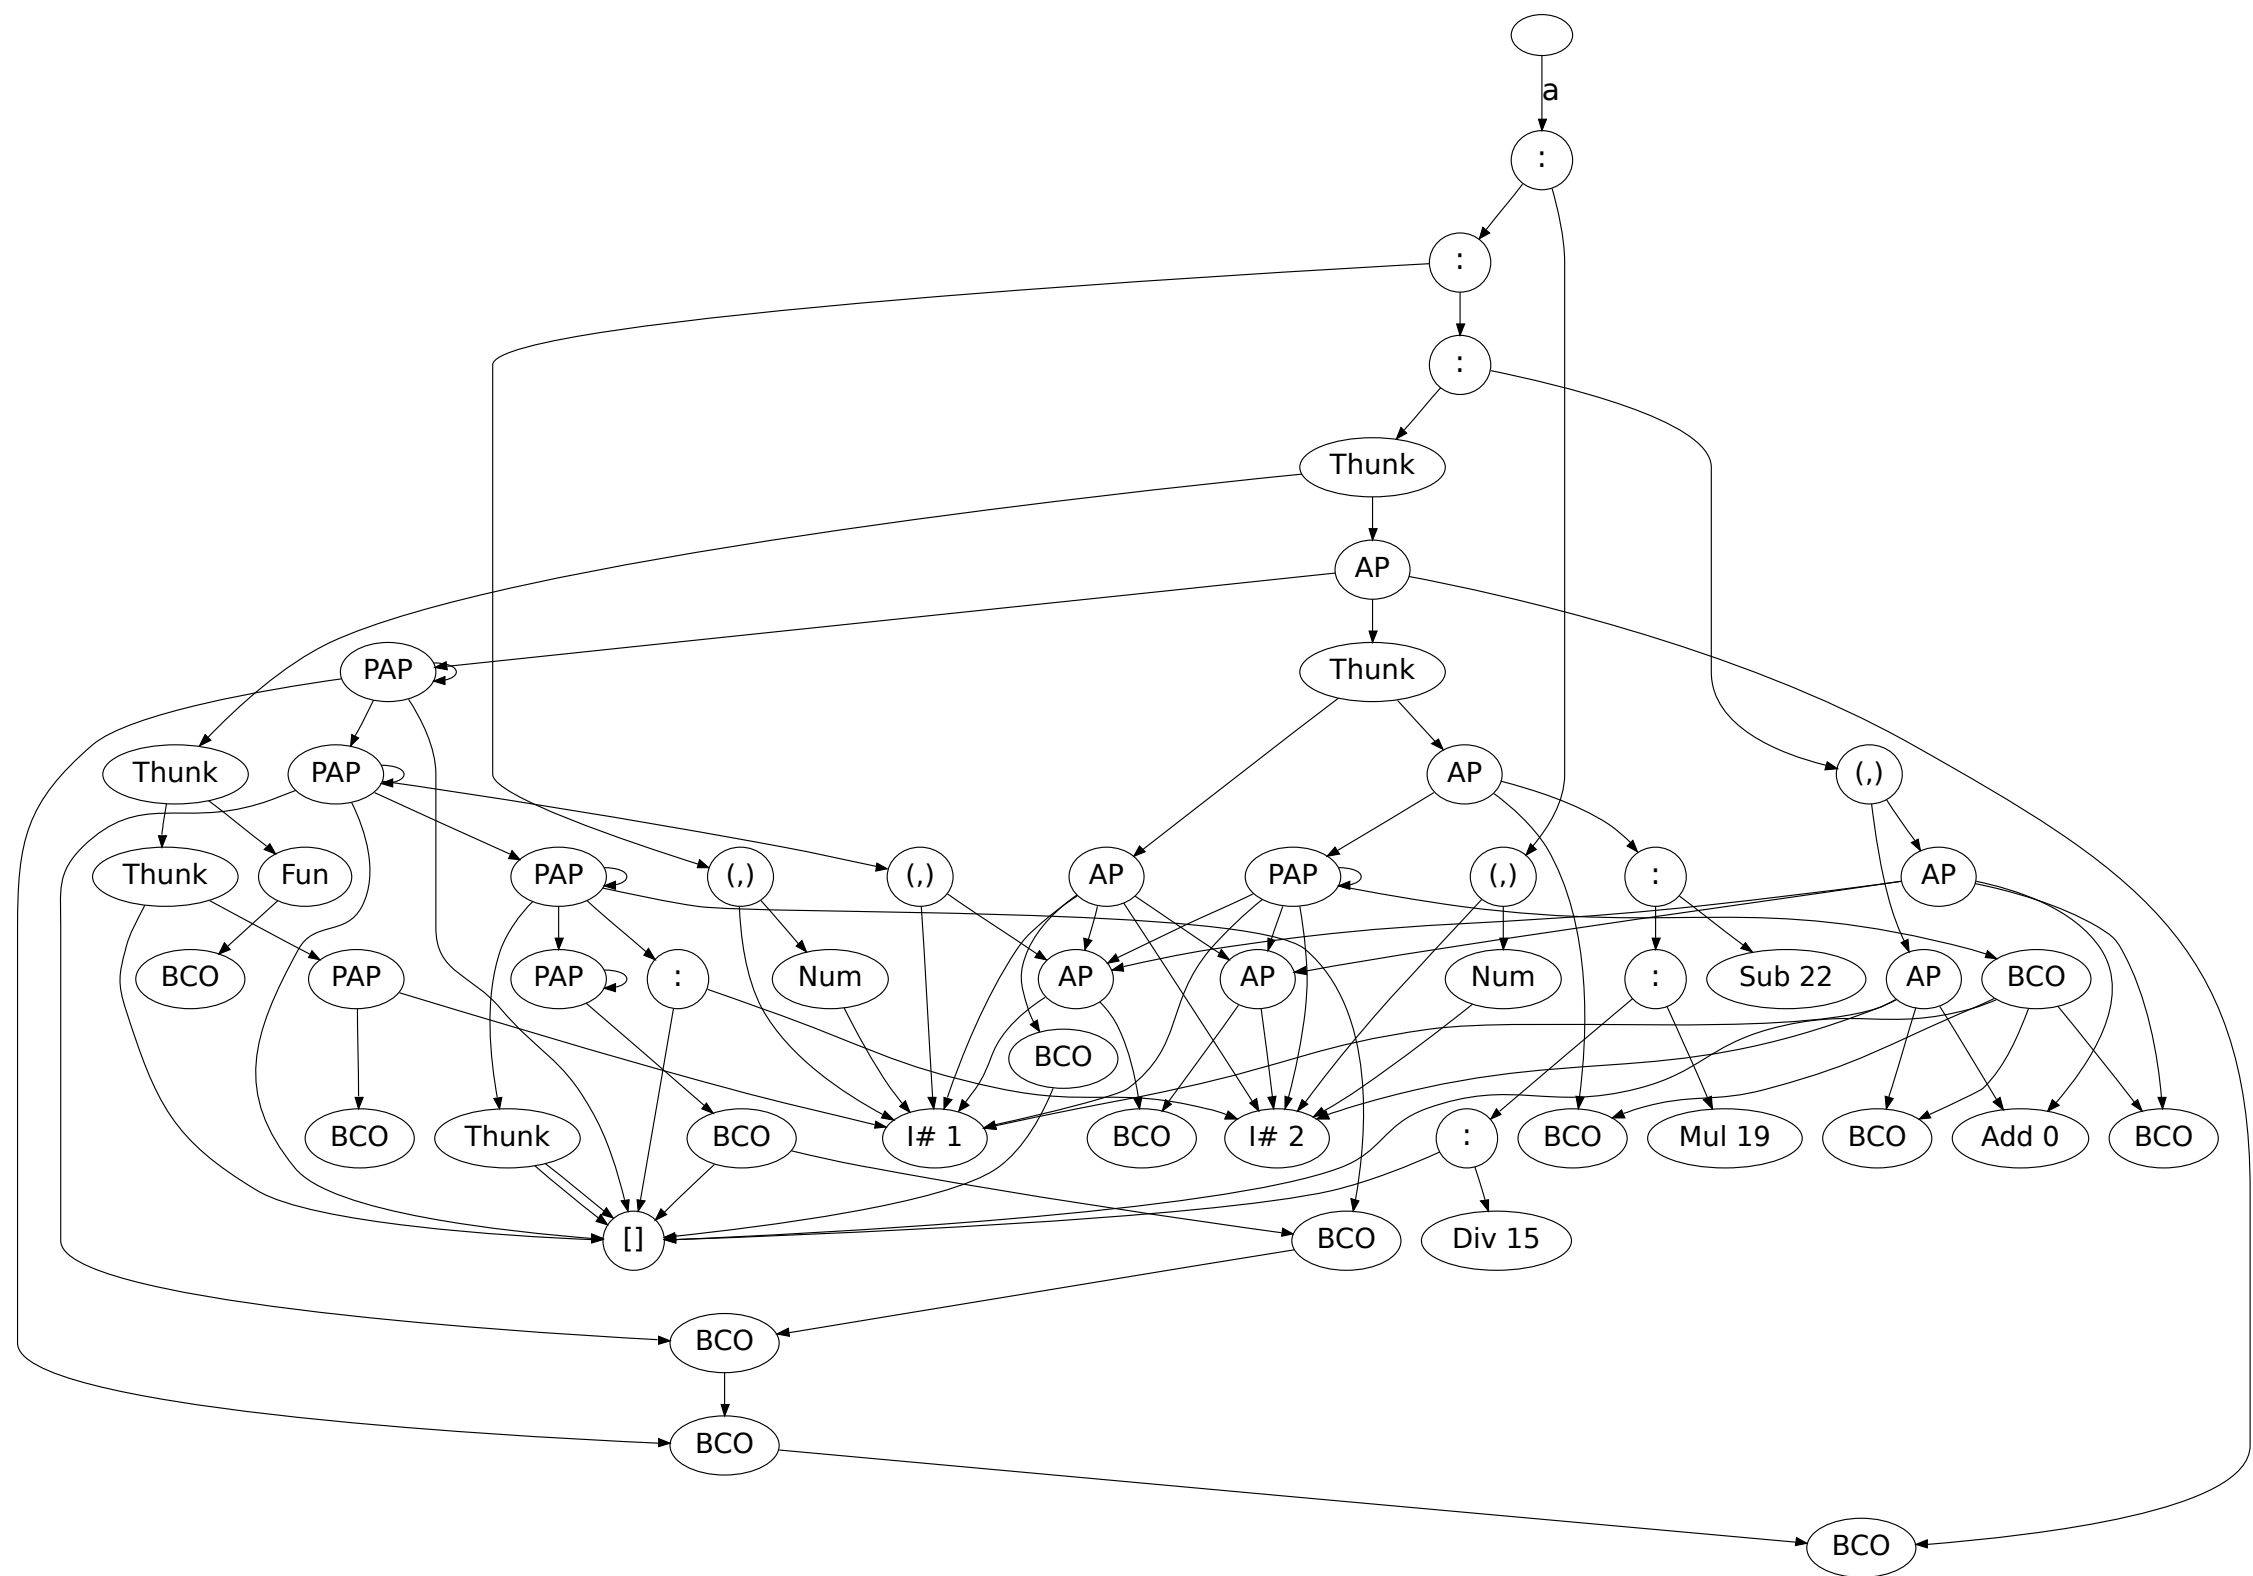 a
:
:
:
Thunk
AP
PAP
Thunk
Thunk
PAP
AP
(,)
Thunk
Fun
PAP
(,)
(,)
AP
PAP
(,)
:
AP
BCO
PAP
PAP
:
Num
AP
AP
Num
:
Sub 22
AP
BCO
BCO
BCO
Thunk
BCO
I# 1
BCO
I# 2
:
BCO
Mul 19
BCO
Add 0
BCO
[]
BCO
Div 15
BCO
BCO
BCO